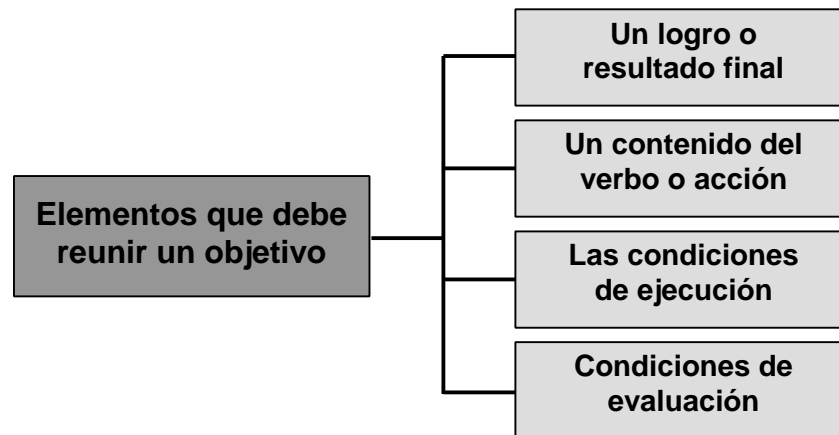 Elementos que debe
reunir un objetivo
Un logro o
resultado final
Un contenido del
verbo o acción
Las condiciones
de ejecución
Condiciones de
evaluación